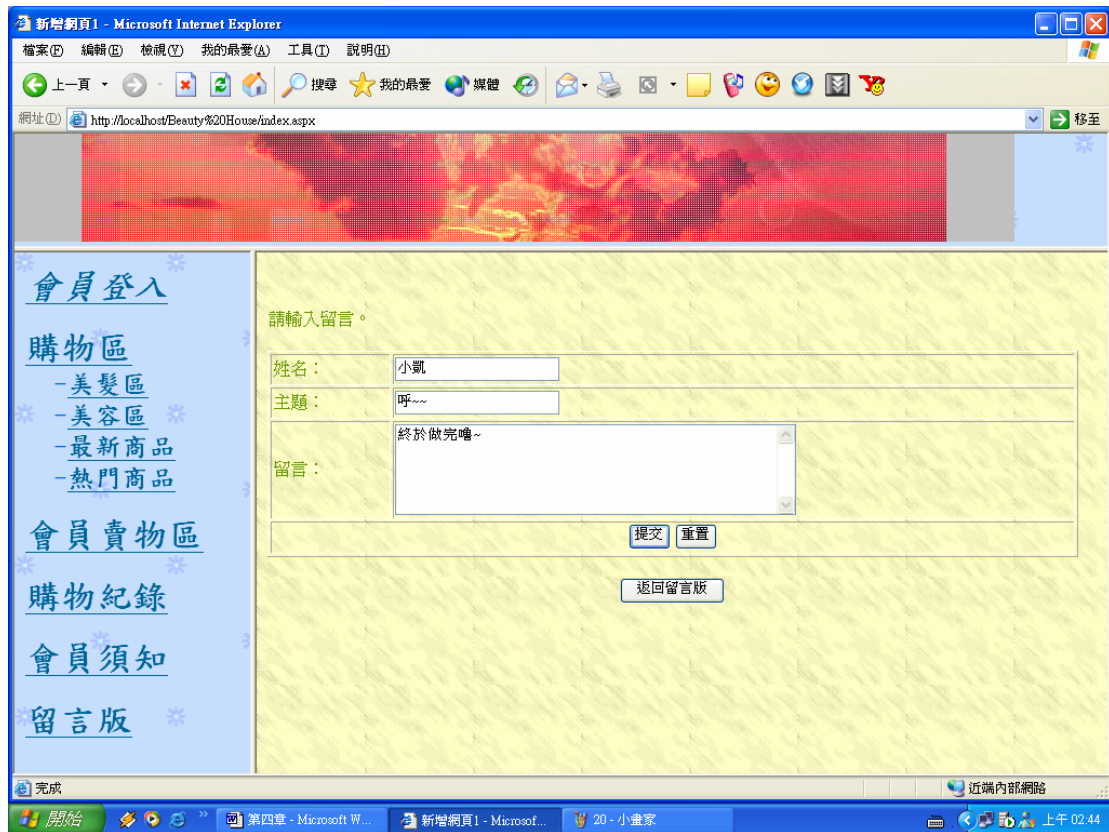 新增網頁1 - Microsoft Internet Explorer
檔案(F) 編輯(E) 檢視(V) 我的最愛(A) 工具(T) 說明(H)
上一頁 搜尋 我的最愛 媒體
網址(D) http://localhost/Beauty%20House/index.aspx 移至
會員登入
購物區
-美髮區
-美容區
-最新商品
-熱門商品
會員賣物區
購物紀錄
會員須知
留言版
請輸入留言。
姓名： 小凱
主題： 呼~~
留言： 終於做完嚕~
提交 重置
返回留言版
完成 近端內部網路
開始 » 第四章 - Microsoft W... 新增網頁1 - Microsof... 20 - 小畫家 上午 02:44